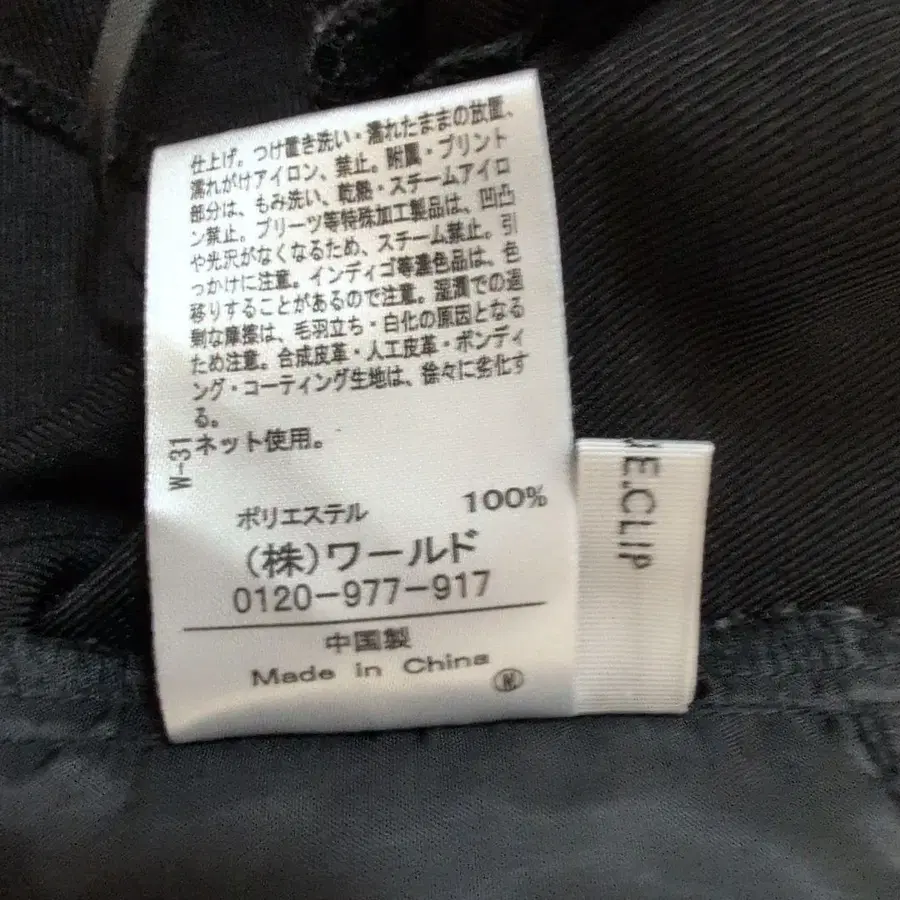 仕上げ。つけ置き洗い・濡れたままの放置、
濡れがけアイロン、禁止。附属・プリント
部分は、もみ洗い、乾熱・スチームアイロ
ン禁止。プリーツ等特殊加工製品は、凹凸
や光沢がなくなるため、スチーム禁止。引
っかけに注意。インディゴ等濃色品は、色
移りすることがあるので注意。湿潤での過
剰な摩擦は、毛羽立ち・白化の原因となる
ため注意。合成皮革・人工皮革・ボンディ
ング・コーティング生地は、徐々に劣化す
る。
ネット使用。
W-31
ポリエステル 100%
(株)ワールド
0120-977-917
中国製
Made in China
N
E.CLIP